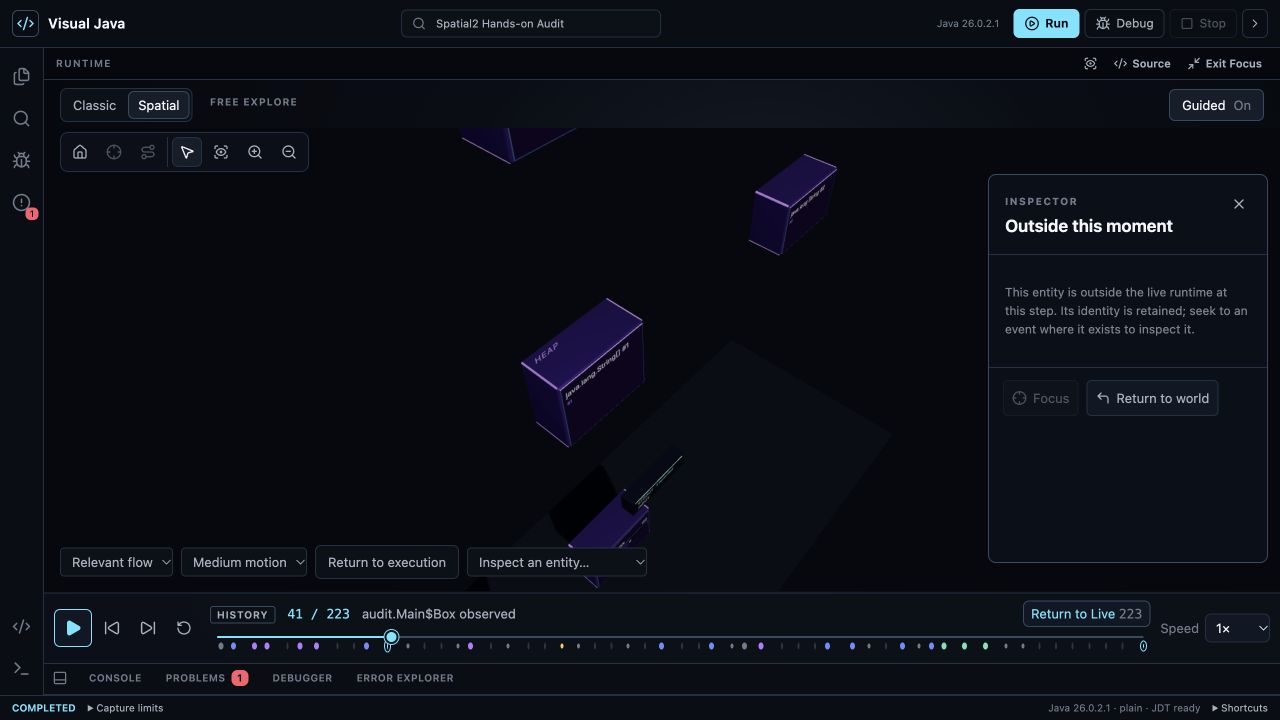 Visual Java
Spatial2 Hands-on Audit
Java 26.0.2.1
Run
Debug
Stop
RUNTIME
Source
Exit Focus
Classic
Spatial
FREE EXPLORE
Guided On
1
INSPECTOR
Outside this moment
This entity is outside the live runtime at
this step. Its identity is retained; seek to an
event where it exists to inspect it.
Focus
Return to world
HEAP
java.lang.String[] #1
#1
Relevant flow
Medium motion
Return to execution
Inspect an entity...
HISTORY
41 / 223
audit.Main$Box observed
Return to Live 223
Speed
1x
CONSOLE
PROBLEMS 1
DEBUGGER
ERROR EXPLORER
COMPLETED
Capture limits
Java 26.0.2.1 · plain · JDT ready
Shortcuts